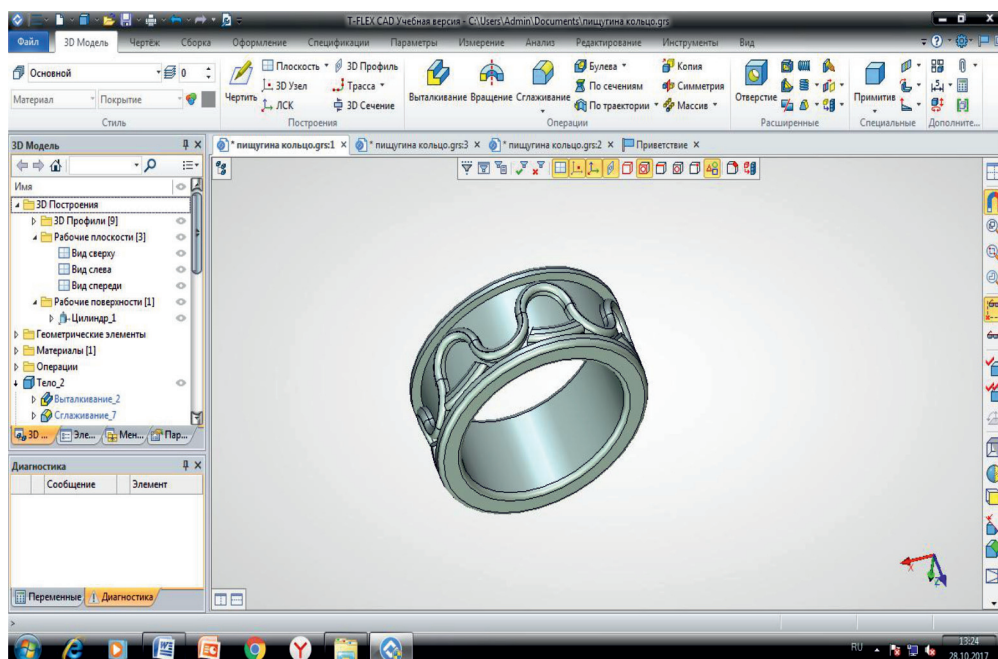 T-FLEX CAD Учебная версия - C:\Users\Admin\Documents\пищугина кольцо.grs
Файл 3D Модель Чертёж Сборка Оформление Спецификации Параметры Измерение Анализ Редактирование Инструменты Вид
Основной 0
Материал Покрытие
Стиль
Чертить
Плоскость 3D Профиль
3D Узел Трасса
ЛСК 3D Сечение
Построения
Выталкивание Вращение Сглаживание
Булева Копия
По сечениям Симметрия
По траектории Массив
Операции
Отверстие
Расширенные
Примитив
Специальные
Дополните...
3D Модель
* пищугина кольцо.grs:1 × * пищугина кольцо.grs:3 × * пищугина кольцо.grs:2 × Приветствие ×
Имя
3D Построения
3D Профили [9]
Рабочие плоскости [3]
Вид сверху
Вид слева
Вид спереди
Рабочие поверхности [1]
Цилиндр_1
Геометрические элементы
Материалы [1]
Операции
Тело_2
Выталкивание_2
Сглаживание_7
3D ... Эле... Мен... Пар...
Диагностика
Сообщение Элемент
Переменные Диагностика
>
RU
13:24
28.10.2017